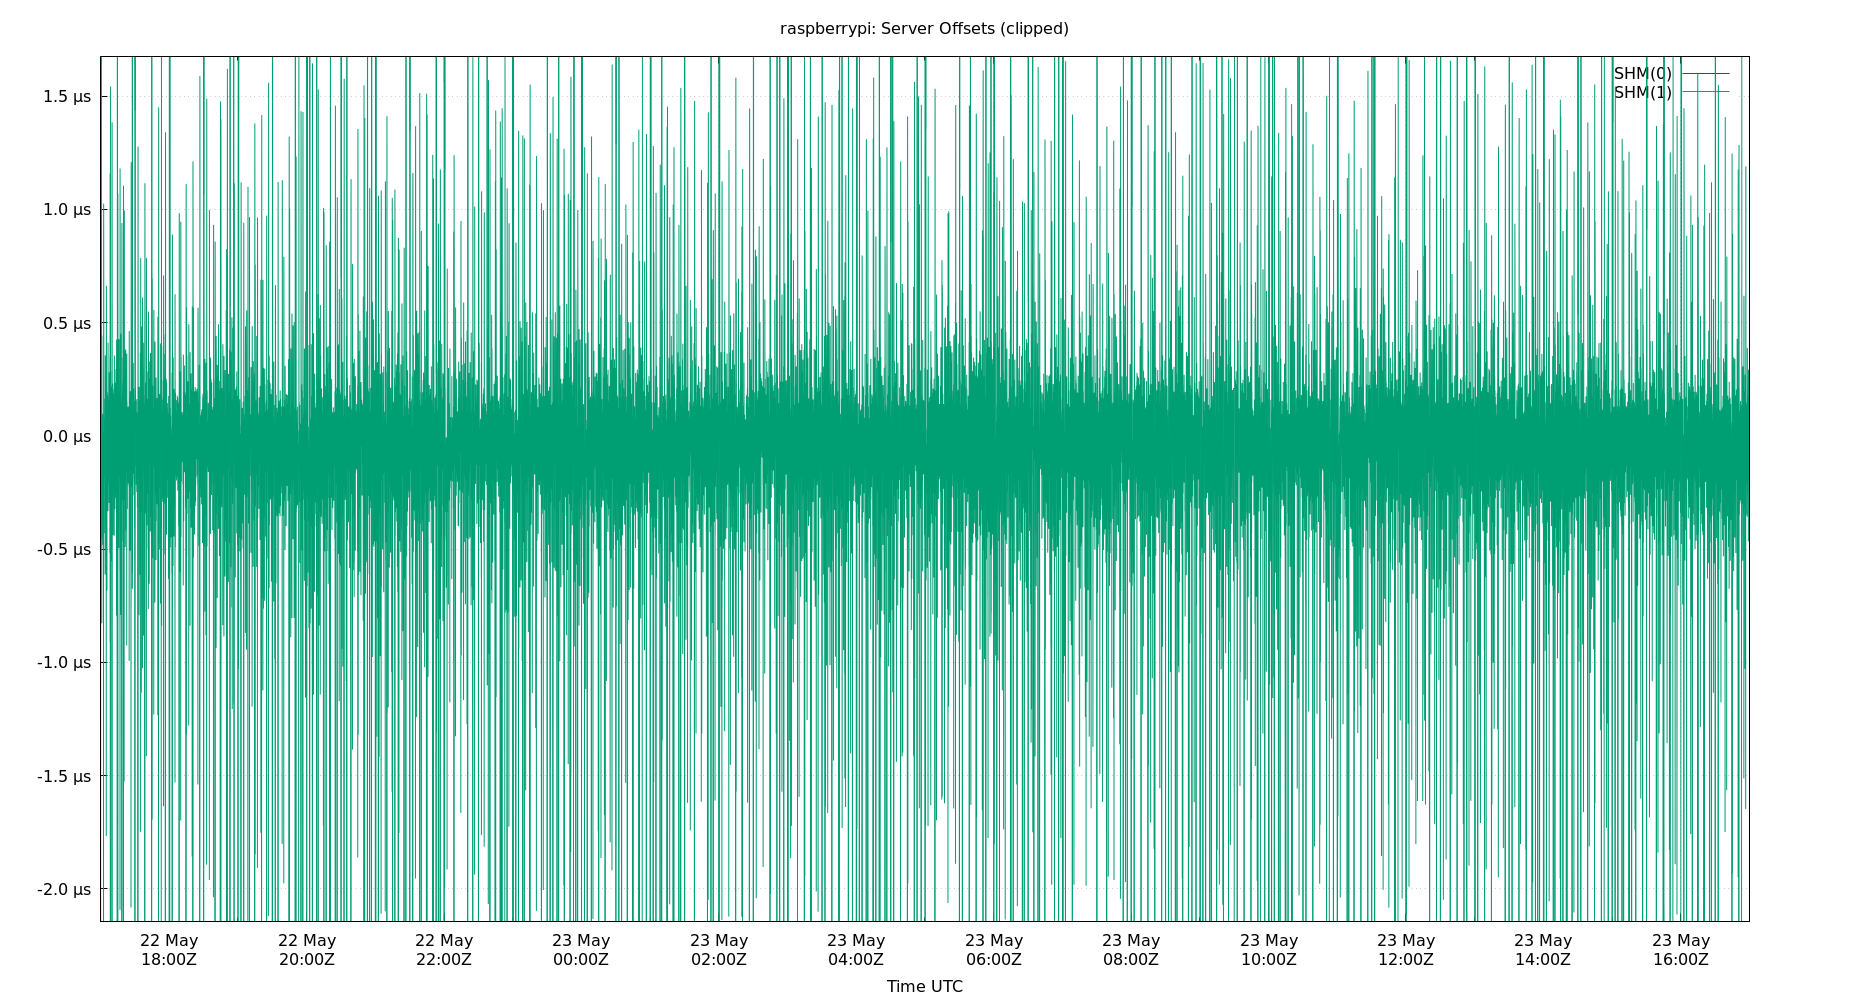 raspberrypi: Server Offsets (clipped)
SHM(0)
SHM(1)
1.5 µs
1.0 µs
0.5 µs
0.0 µs
-0.5 µs
-1.0 µs
-1.5 µs
-2.0 µs
22 May 22 May 22 May 23 May 23 May 23 May 23 May 23 May 23 May 23 May 23 May 23 May
18:00Z 20:00Z 22:00Z 00:00Z 02:00Z 04:00Z 06:00Z 08:00Z 10:00Z 12:00Z 14:00Z 16:00Z
Time UTC